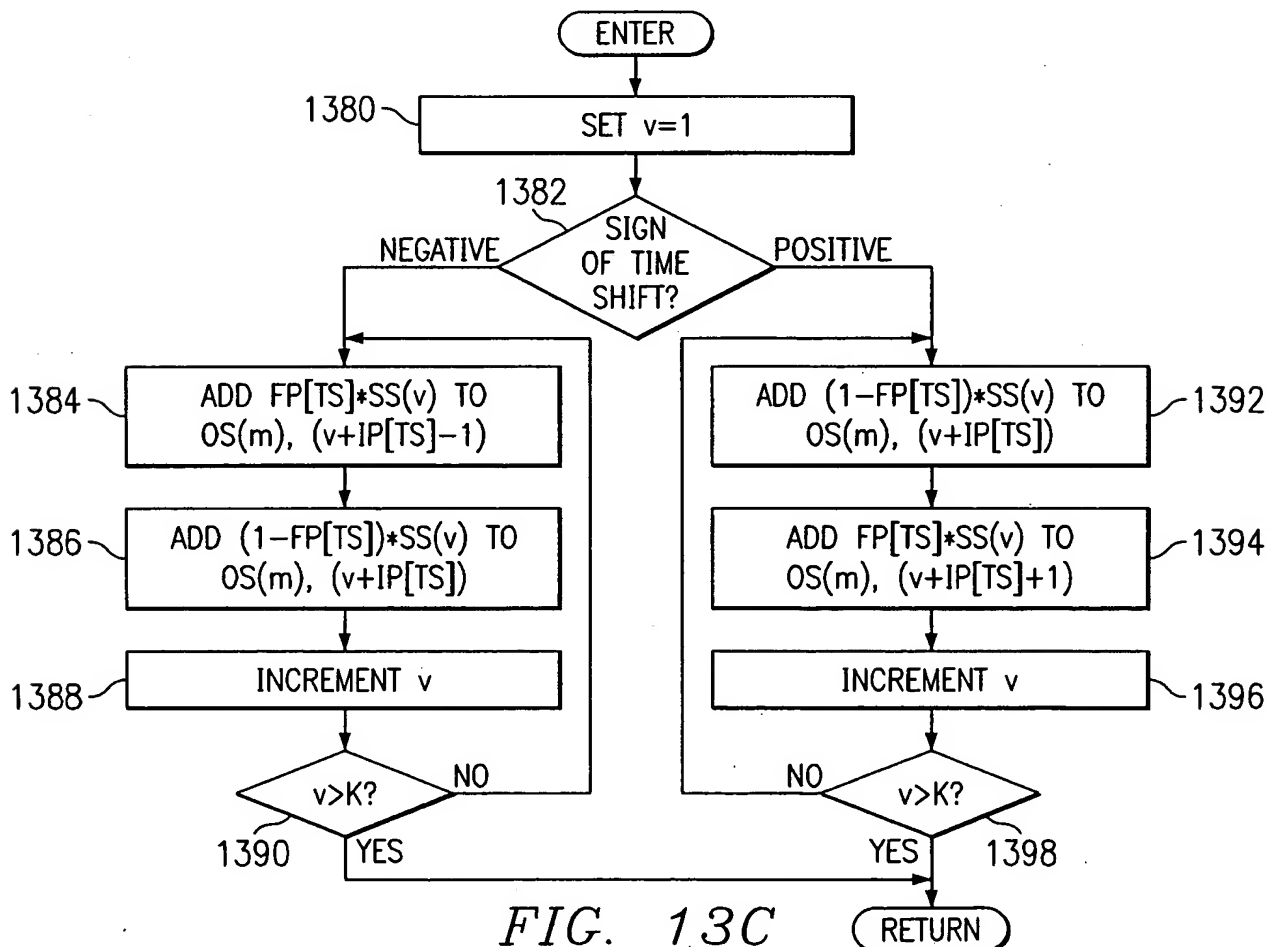 ENTER
1380
SET v=1
1382
SIGN
OF TIME
SHIFT?
NEGATIVE
POSITIVE
1384
ADD FP[TS]*SS(v) TO
OS(m), (v+IP[TS]-1)
1386
ADD (1-FP[TS])*SS(v) TO
OS(m), (v+IP[TS])
1388
INCREMENT v
v>K?
NO
1390
YES
1392
ADD (1-FP[TS])*SS(v) TO
OS(m), (v+IP[TS])
1394
ADD FP[TS]*SS(v) TO
OS(m), (v+IP[TS]+1)
1396
INCREMENT v
NO
v>K?
YES
1398
FIG. 13C
RETURN